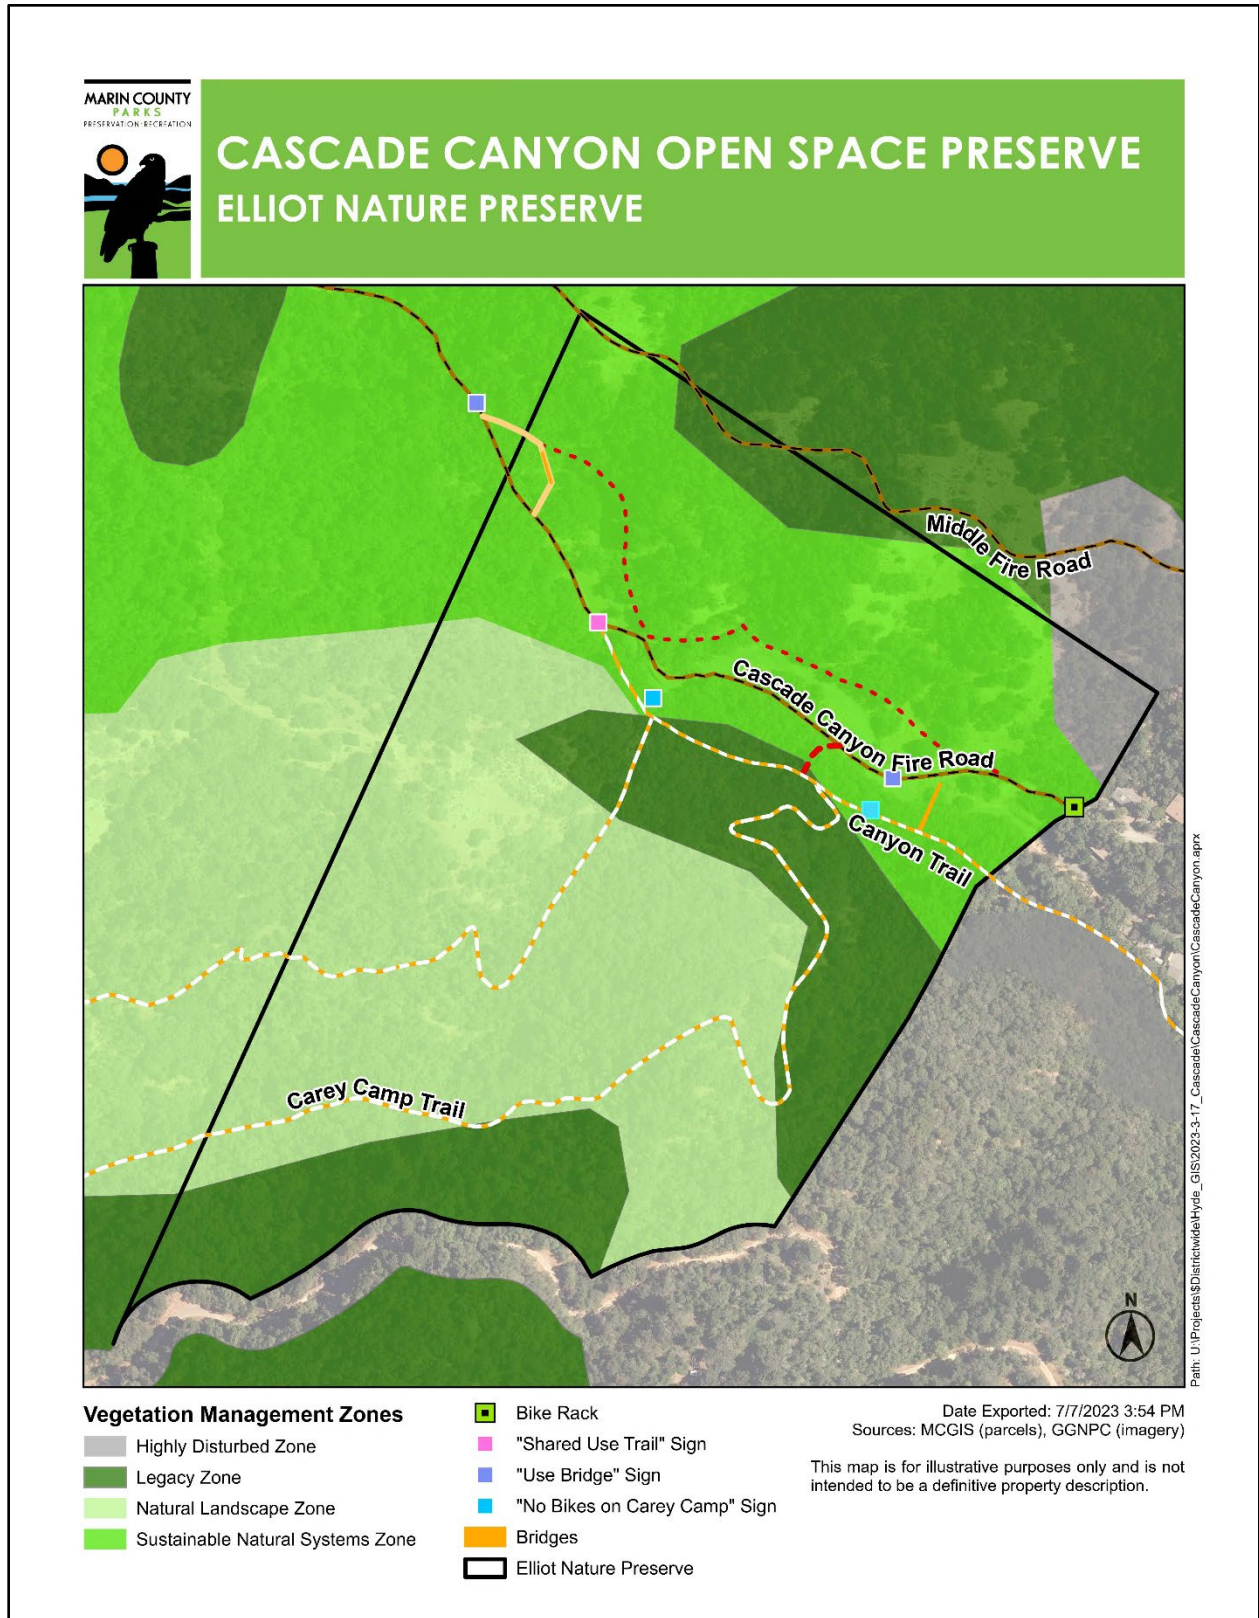 MARIN COUNTY
PARKS
PRESERVATION·RECREATION
CASCADE CANYON OPEN SPACE PRESERVE
ELLIOT NATURE PRESERVE
Middle Fire Road
Cascade Canyon Fire Road
Canyon Trail
Carey Camp Trail
N
Path: U:\Projects\$Districtwide\Hyde_GIS\2023-3-17_Cascade\CascadeCanyon\CascadeCanyon.aprx
Vegetation Management Zones
Highly Disturbed Zone
Legacy Zone
Natural Landscape Zone
Sustainable Natural Systems Zone
Bike Rack
"Shared Use Trail" Sign
"Use Bridge" Sign
"No Bikes on Carey Camp" Sign
Bridges
Elliot Nature Preserve
Date Exported: 7/7/2023 3:54 PM
Sources: MCGIS (parcels), GGNPC (imagery)
This map is for illustrative purposes only and is not
intended to be a definitive property description.